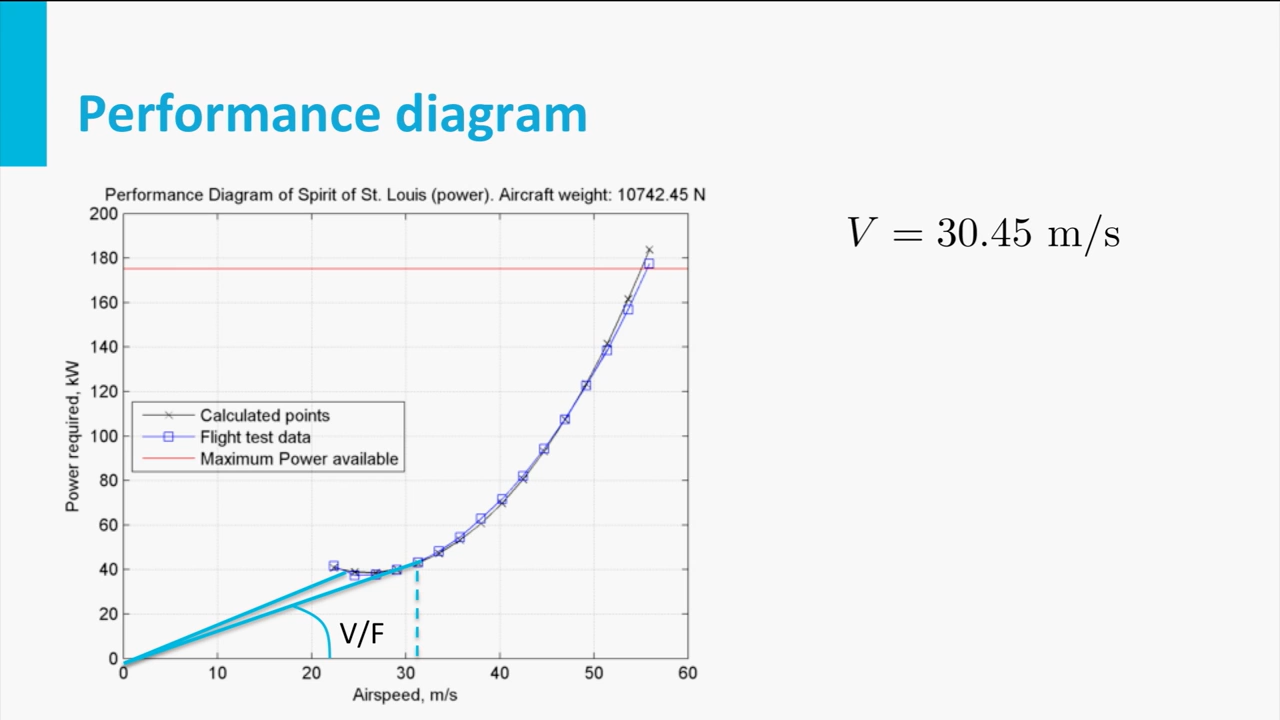 Performance diagram
Performance Diagram of Spirit of St. Louis (power). Aircraft weight: 10742.45 N
V = 30.45 m/s
200
180
160
140
120
100
80
60
40
20
0
Power required, kW
Calculated points
Flight test data
Maximum Power available
V/F
0 10 20 30 40 50 60
Airspeed, m/s